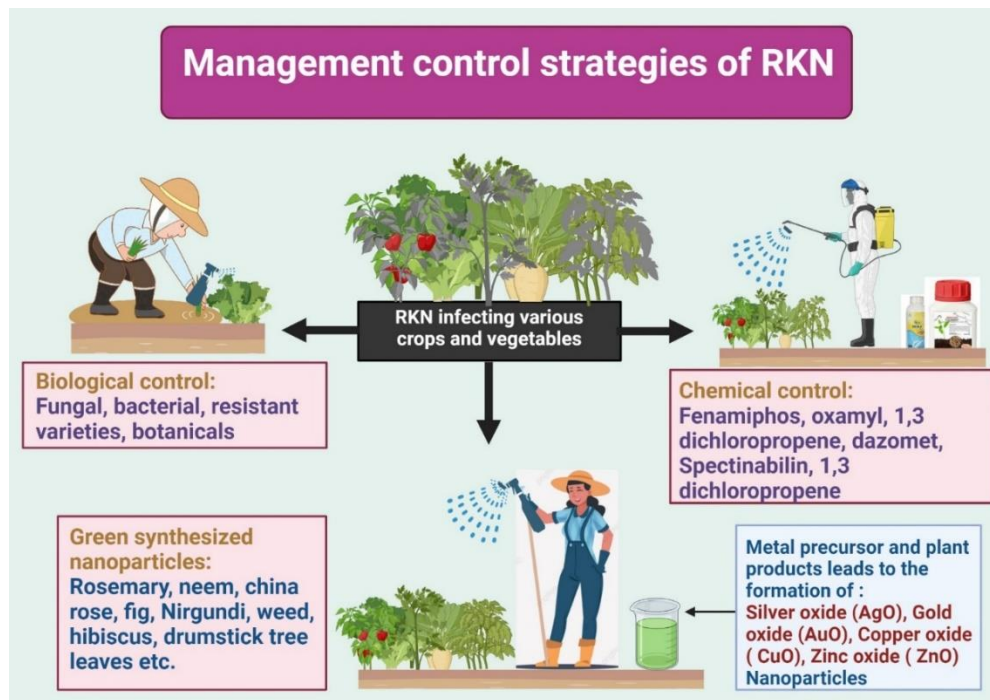 Management control strategies of RKN
RKN infecting various
crops and vegetables
Biological control:
Fungal, bacterial, resistant
varieties, botanicals
Chemical control:
Fenamiphos, oxamyl, 1,3
dichloropropene, dazomet,
Spectinabilin, 1,3
dichloropropene
Green synthesized
nanoparticles:
Rosemary, neem, china
rose, fig, Nirgundi, weed,
hibiscus, drumstick tree
leaves etc.
Metal precursor and plant
products leads to the
formation of :
Silver oxide (AgO), Gold
oxide (AuO), Copper oxide
( CuO), Zinc oxide ( ZnO)
Nanoparticles